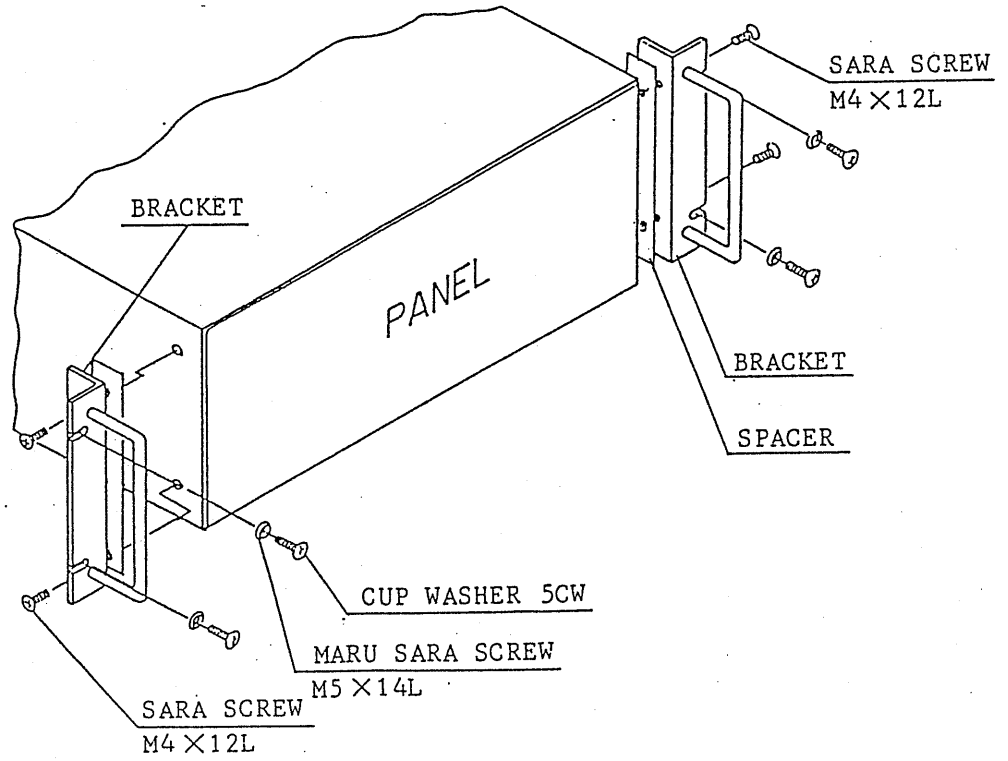 SARA SCREW
M4×12L
BRACKET
PANEL
BRACKET
SPACER
CUP WASHER 5CW
MARU SARA SCREW
M5×14L
SARA SCREW
M4×12L